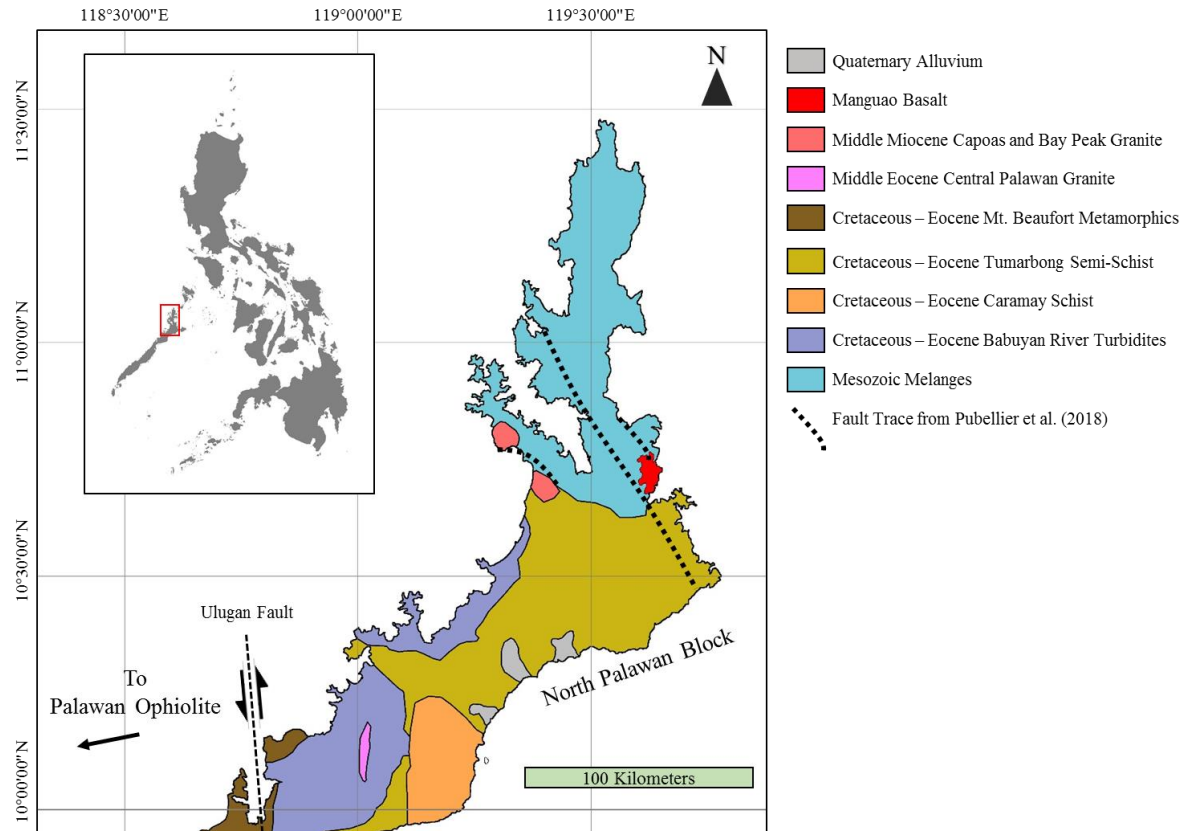 118°30'00"E
119°00'00"E
119°30'00"E
11°30'00"N
11°00'00"N
10°30'00"N
10°00'00"N
N
Ulugan Fault
To
Palawan Ophiolite
North Palawan Block
100 Kilometers
Quaternary Alluvium
Manguao Basalt
Middle Miocene Capoas and Bay Peak Granite
Middle Eocene Central Palawan Granite
Cretaceous – Eocene Mt. Beaufort Metamorphics
Cretaceous – Eocene Tumarbong Semi-Schist
Cretaceous – Eocene Caramay Schist
Cretaceous – Eocene Babuyan River Turbidites
Mesozoic Melanges
Fault Trace from Pubellier et al. (2018)